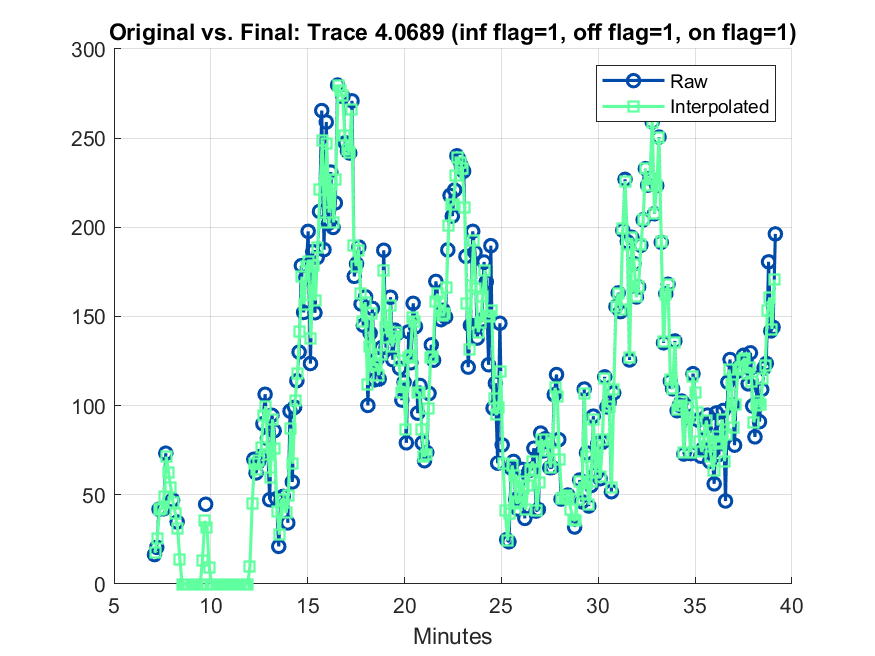 Original vs. Final: Trace 4.0689 (inf flag=1, off flag=1, on flag=1)
300
Raw
Interpolated
250
200
150
100
50
0
5 10 15 20 25 30 35 40
Minutes